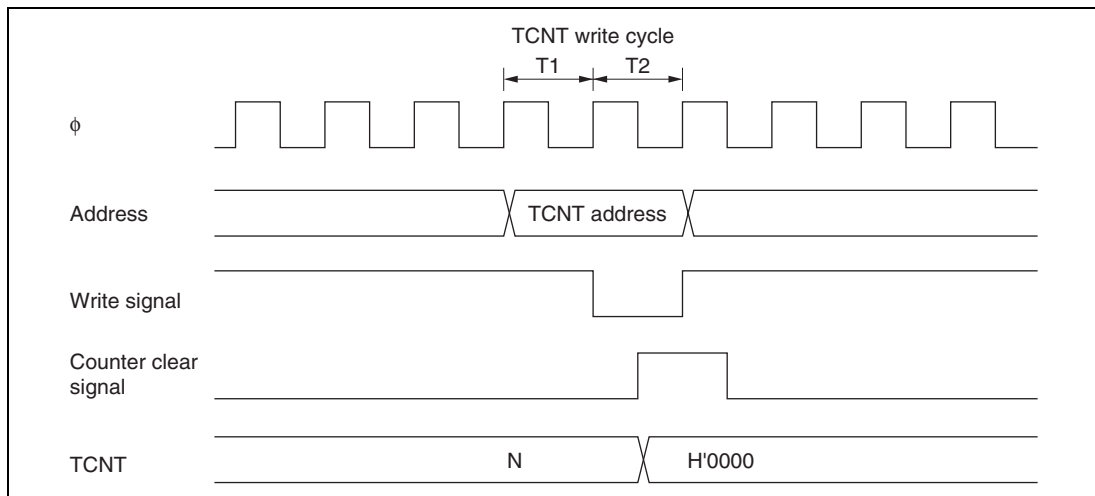 TCNT write cycle
T1 T2
ϕ
Address TCNT address
Write signal
Counter clear
signal
TCNT N H'0000